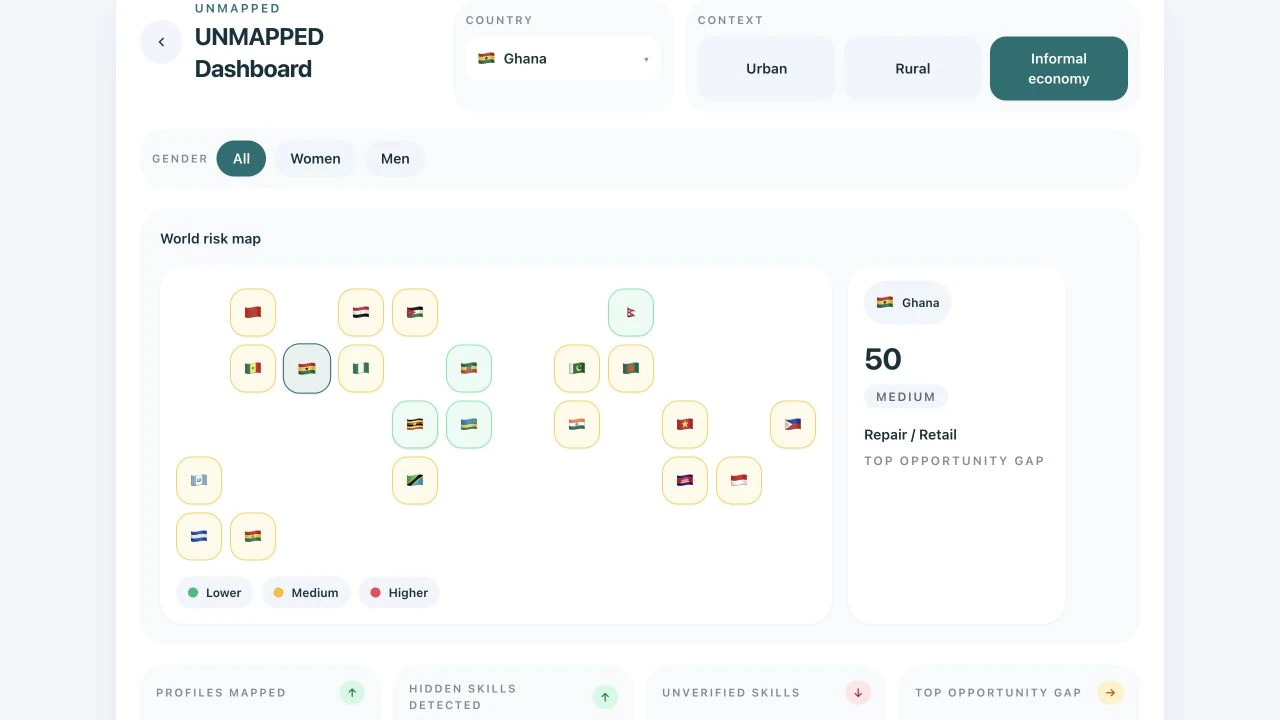 UNMAPPED
UNMAPPED
Dashboard
COUNTRY
Ghana
CONTEXT
Urban
Rural
Informal
economy
GENDER
All
Women
Men
World risk map
Ghana
50
MEDIUM
Repair / Retail
TOP OPPORTUNITY GAP
Lower
Medium
Higher
PROFILES MAPPED
HIDDEN SKILLS
DETECTED
UNVERIFIED SKILLS
TOP OPPORTUNITY GAP